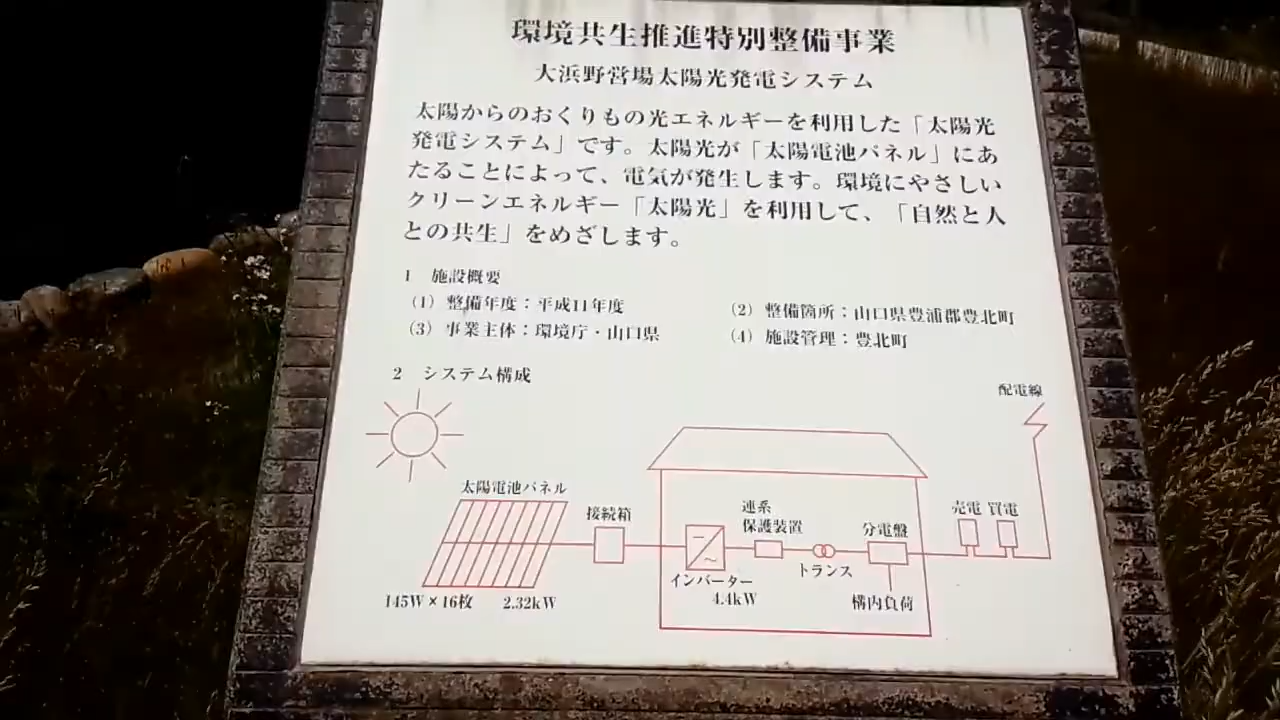 環境共生推進特別整備事業
大浜野営場太陽光発電システム
太陽からのおくりもの光エネルギーを利用した「太陽光
発電システム」です。太陽光が「太陽電池パネル」にあ
たることによって、電気が発生します。環境にやさしい
クリーンエネルギー「太陽光」を利用して、「自然と人
との共生」をめざします。
1 施設概要
(1) 整備年度：平成11年度
(2) 整備箇所：山口県豊浦郡豊北町
(3) 事業主体：環境庁・山口県
(4) 施設管理：豊北町
2 システム構成
配電線
太陽電池パネル
接続箱
連系
保護装置
分電盤
売電 買電
インバーター
4.4kW
トランス
構内負荷
145W×16枚 2.32kW